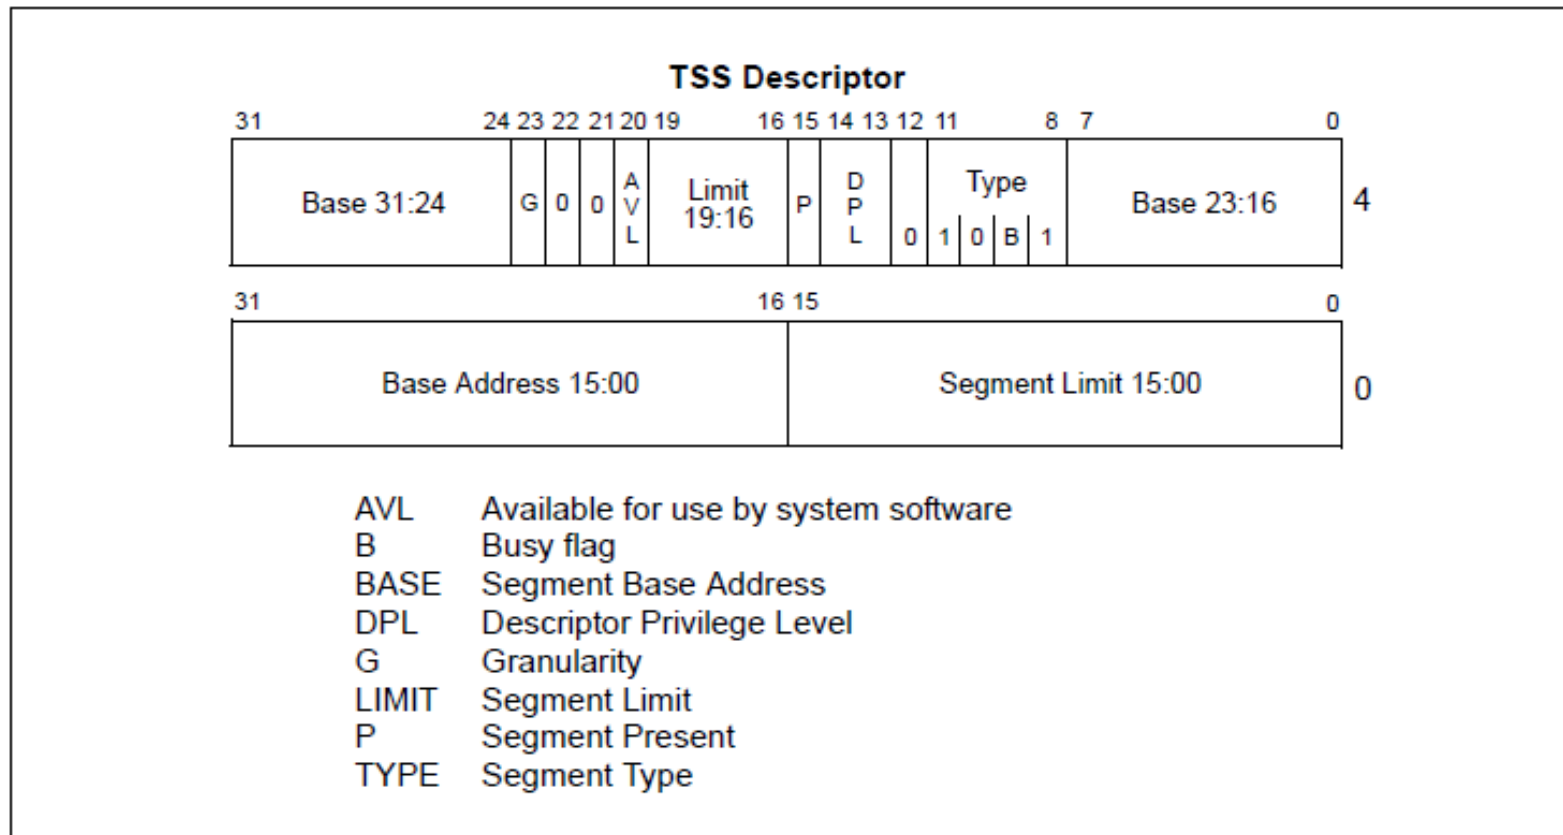 TSS Descriptor
31 24 23 22 21 20 19 16 15 14 13 12 11 8 7 0
Base 31:24 G 0 0 AVL Limit 19:16 P DPL 0 Type 1 0 B 1 Base 23:16 4
31 16 15 0
Base Address 15:00 Segment Limit 15:00 0
AVL Available for use by system software
B Busy flag
BASE Segment Base Address
DPL Descriptor Privilege Level
G Granularity
LIMIT Segment Limit
P Segment Present
TYPE Segment Type